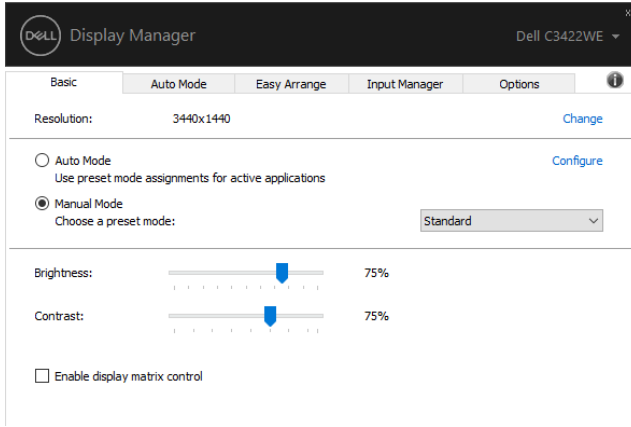 DELL Display Manager Dell C3422WE
Basic Auto Mode Easy Arrange Input Manager Options
Resolution: 3440x1440 Change
Auto Mode Configure
Use preset mode assignments for active applications
Manual Mode
Choose a preset mode: Standard
Brightness: 75%
Contrast: 75%
Enable display matrix control